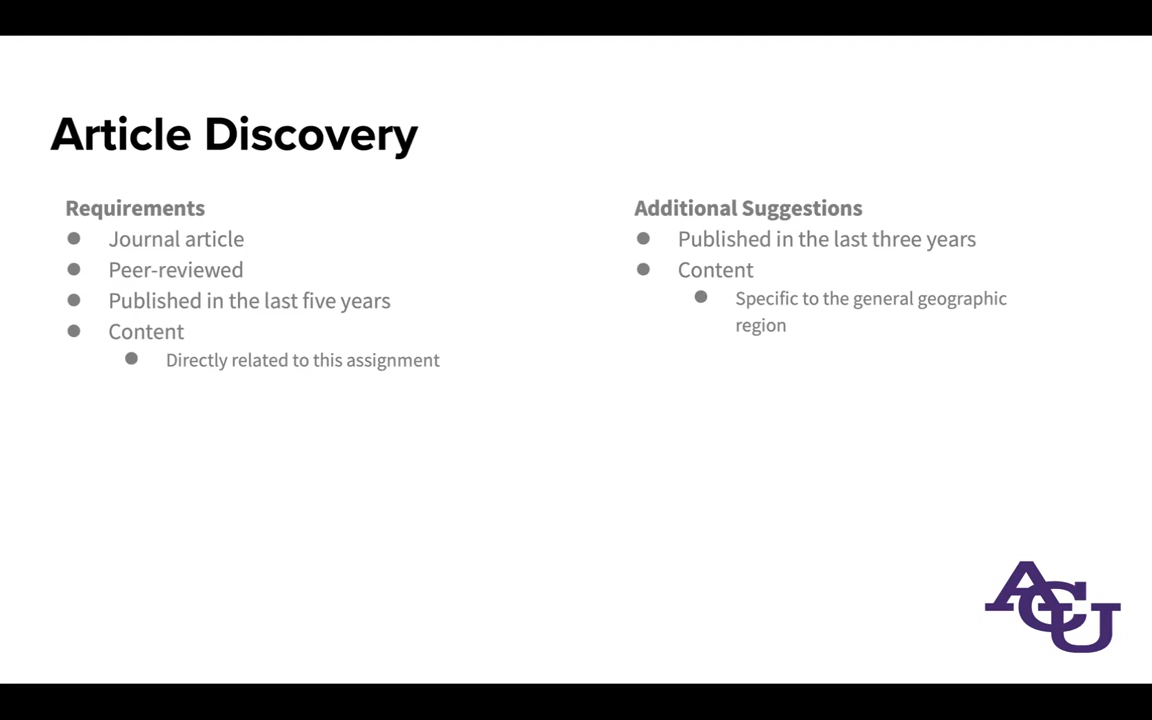 Article Discovery
Requirements
● Journal article
● Peer-reviewed
● Published in the last five years
● Content
● Directly related to this assignment
Additional Suggestions
● Published in the last three years
● Content
● Specific to the general geographic
region
ACU